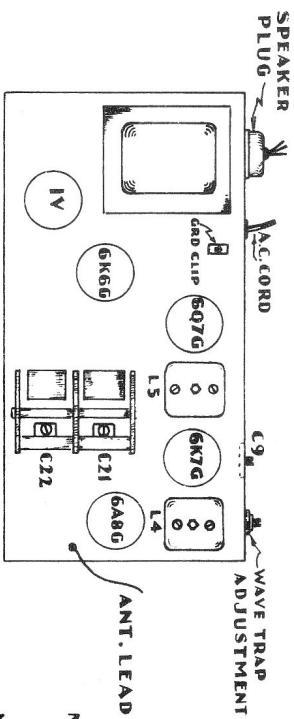 SPEAKER
PLUG
A.C. CORD
GRD CLIP
1V
6K6G
6Q7G
L5
C9
6K7G
WAVE TRAP
ADJUSTMENT
L4
C22
C21
6A8G
ANT. LEAD